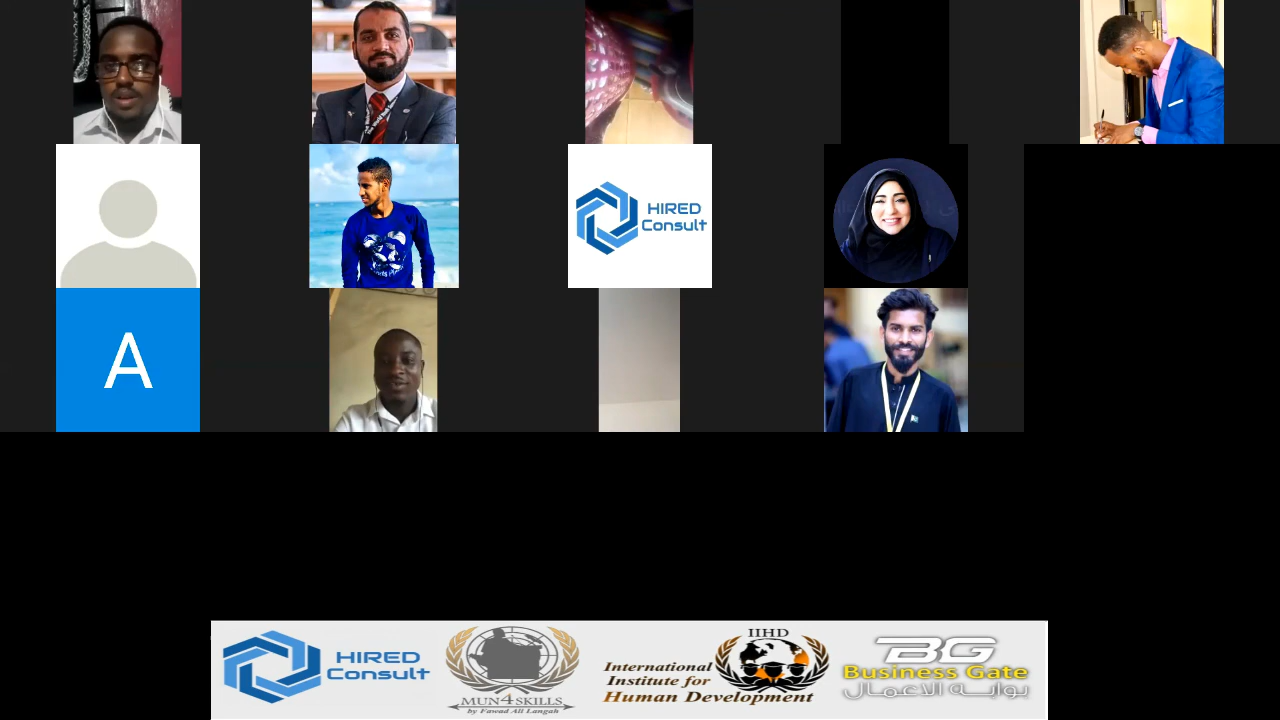 HIRED
Consult
A
HIRED
Consult
MUN4SKILLS
by Fawad Ali Langah
IIHD
International
Institute for
Human Development
BG
Business Gate
بوابة الاعمال